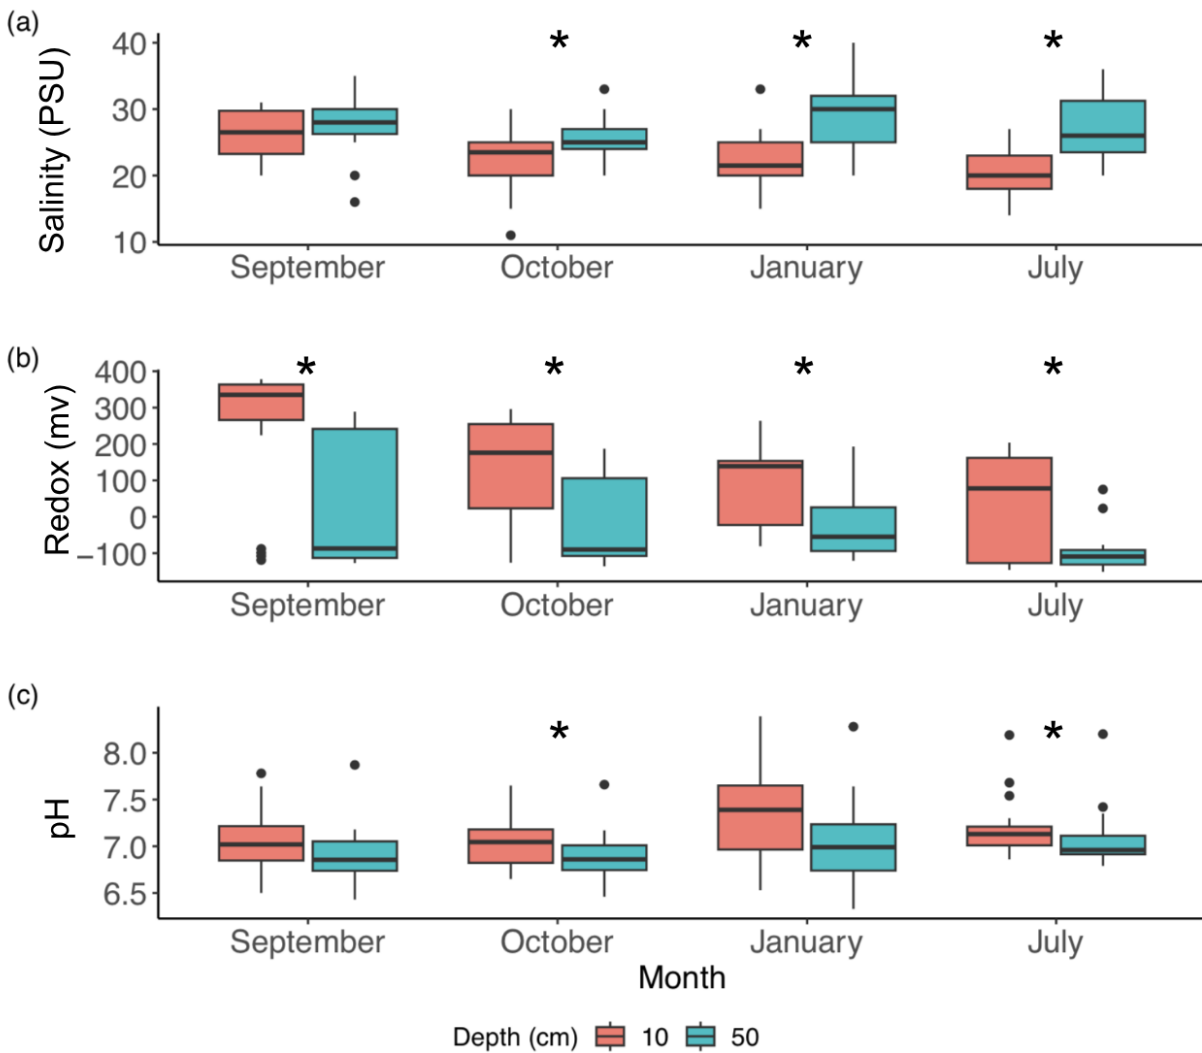 (a)
Salinity (PSU)
40
30
20
10
* * *
September October January July
(b)
Redox (mv)
400
300
200
100
0
−100
* * * *
September October January July
(c)
pH
8.0
7.5
7.0
6.5
* *
September October January July
Month
Depth (cm) 10 50